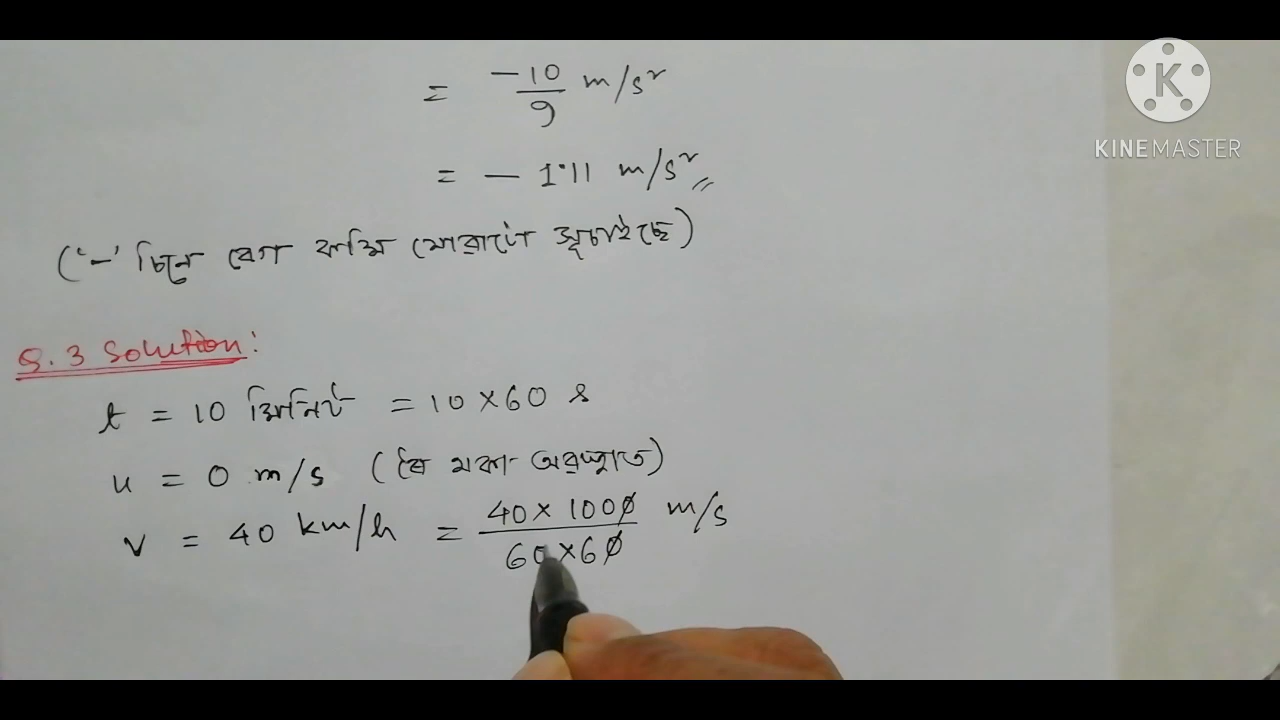 = -10/9 m/s²
= - 1.11 m/s²
('-' চিনে বেগ কমি যোৱাটো সূচাইছে)
Q.3 Solution:
t = 10 মিনিট = 10 × 60 s
u = 0 m/s (ৰৈ থকা অৱস্থাত)
v = 40 km/h = 40 × 1000 / 60 × 60 m/s
KINEMASTER